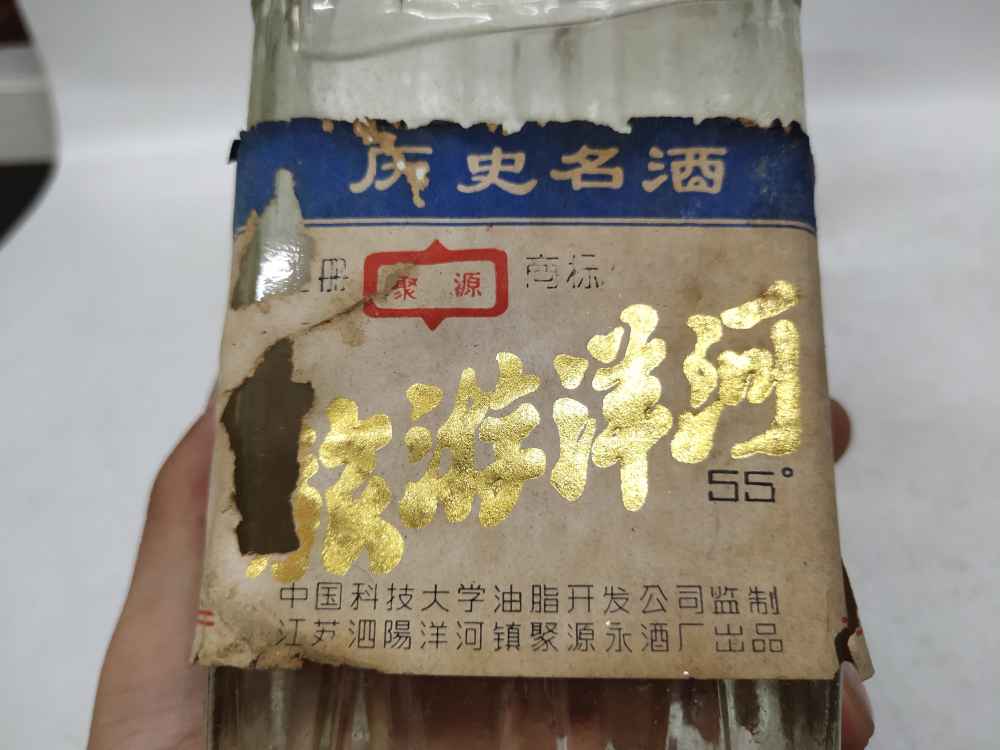 历史名酒
册 聚源 商标
旅游洋河
55°
中国科技大学油脂开发公司监制
江苏泗陽洋河镇聚源永酒厂出品